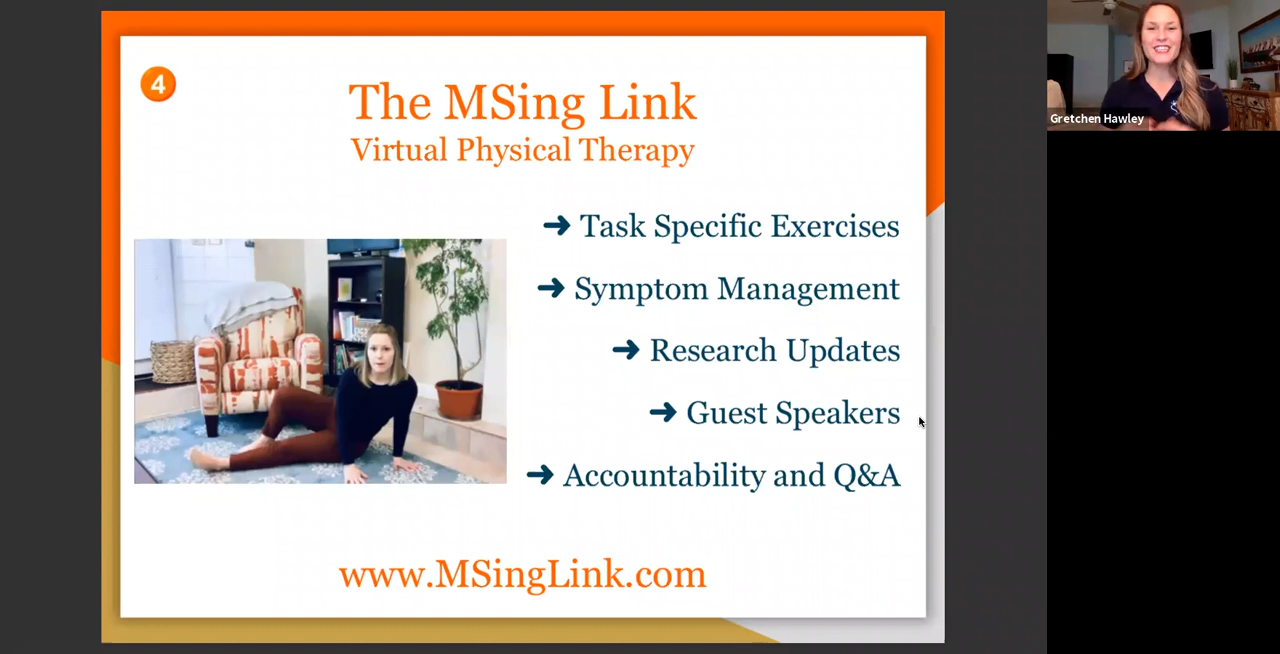 4
The MSing Link
Virtual Physical Therapy
➜ Task Specific Exercises
➜ Symptom Management
➜ Research Updates
➜ Guest Speakers
➜ Accountability and Q&A
www.MSingLink.com
Gretchen Hawley